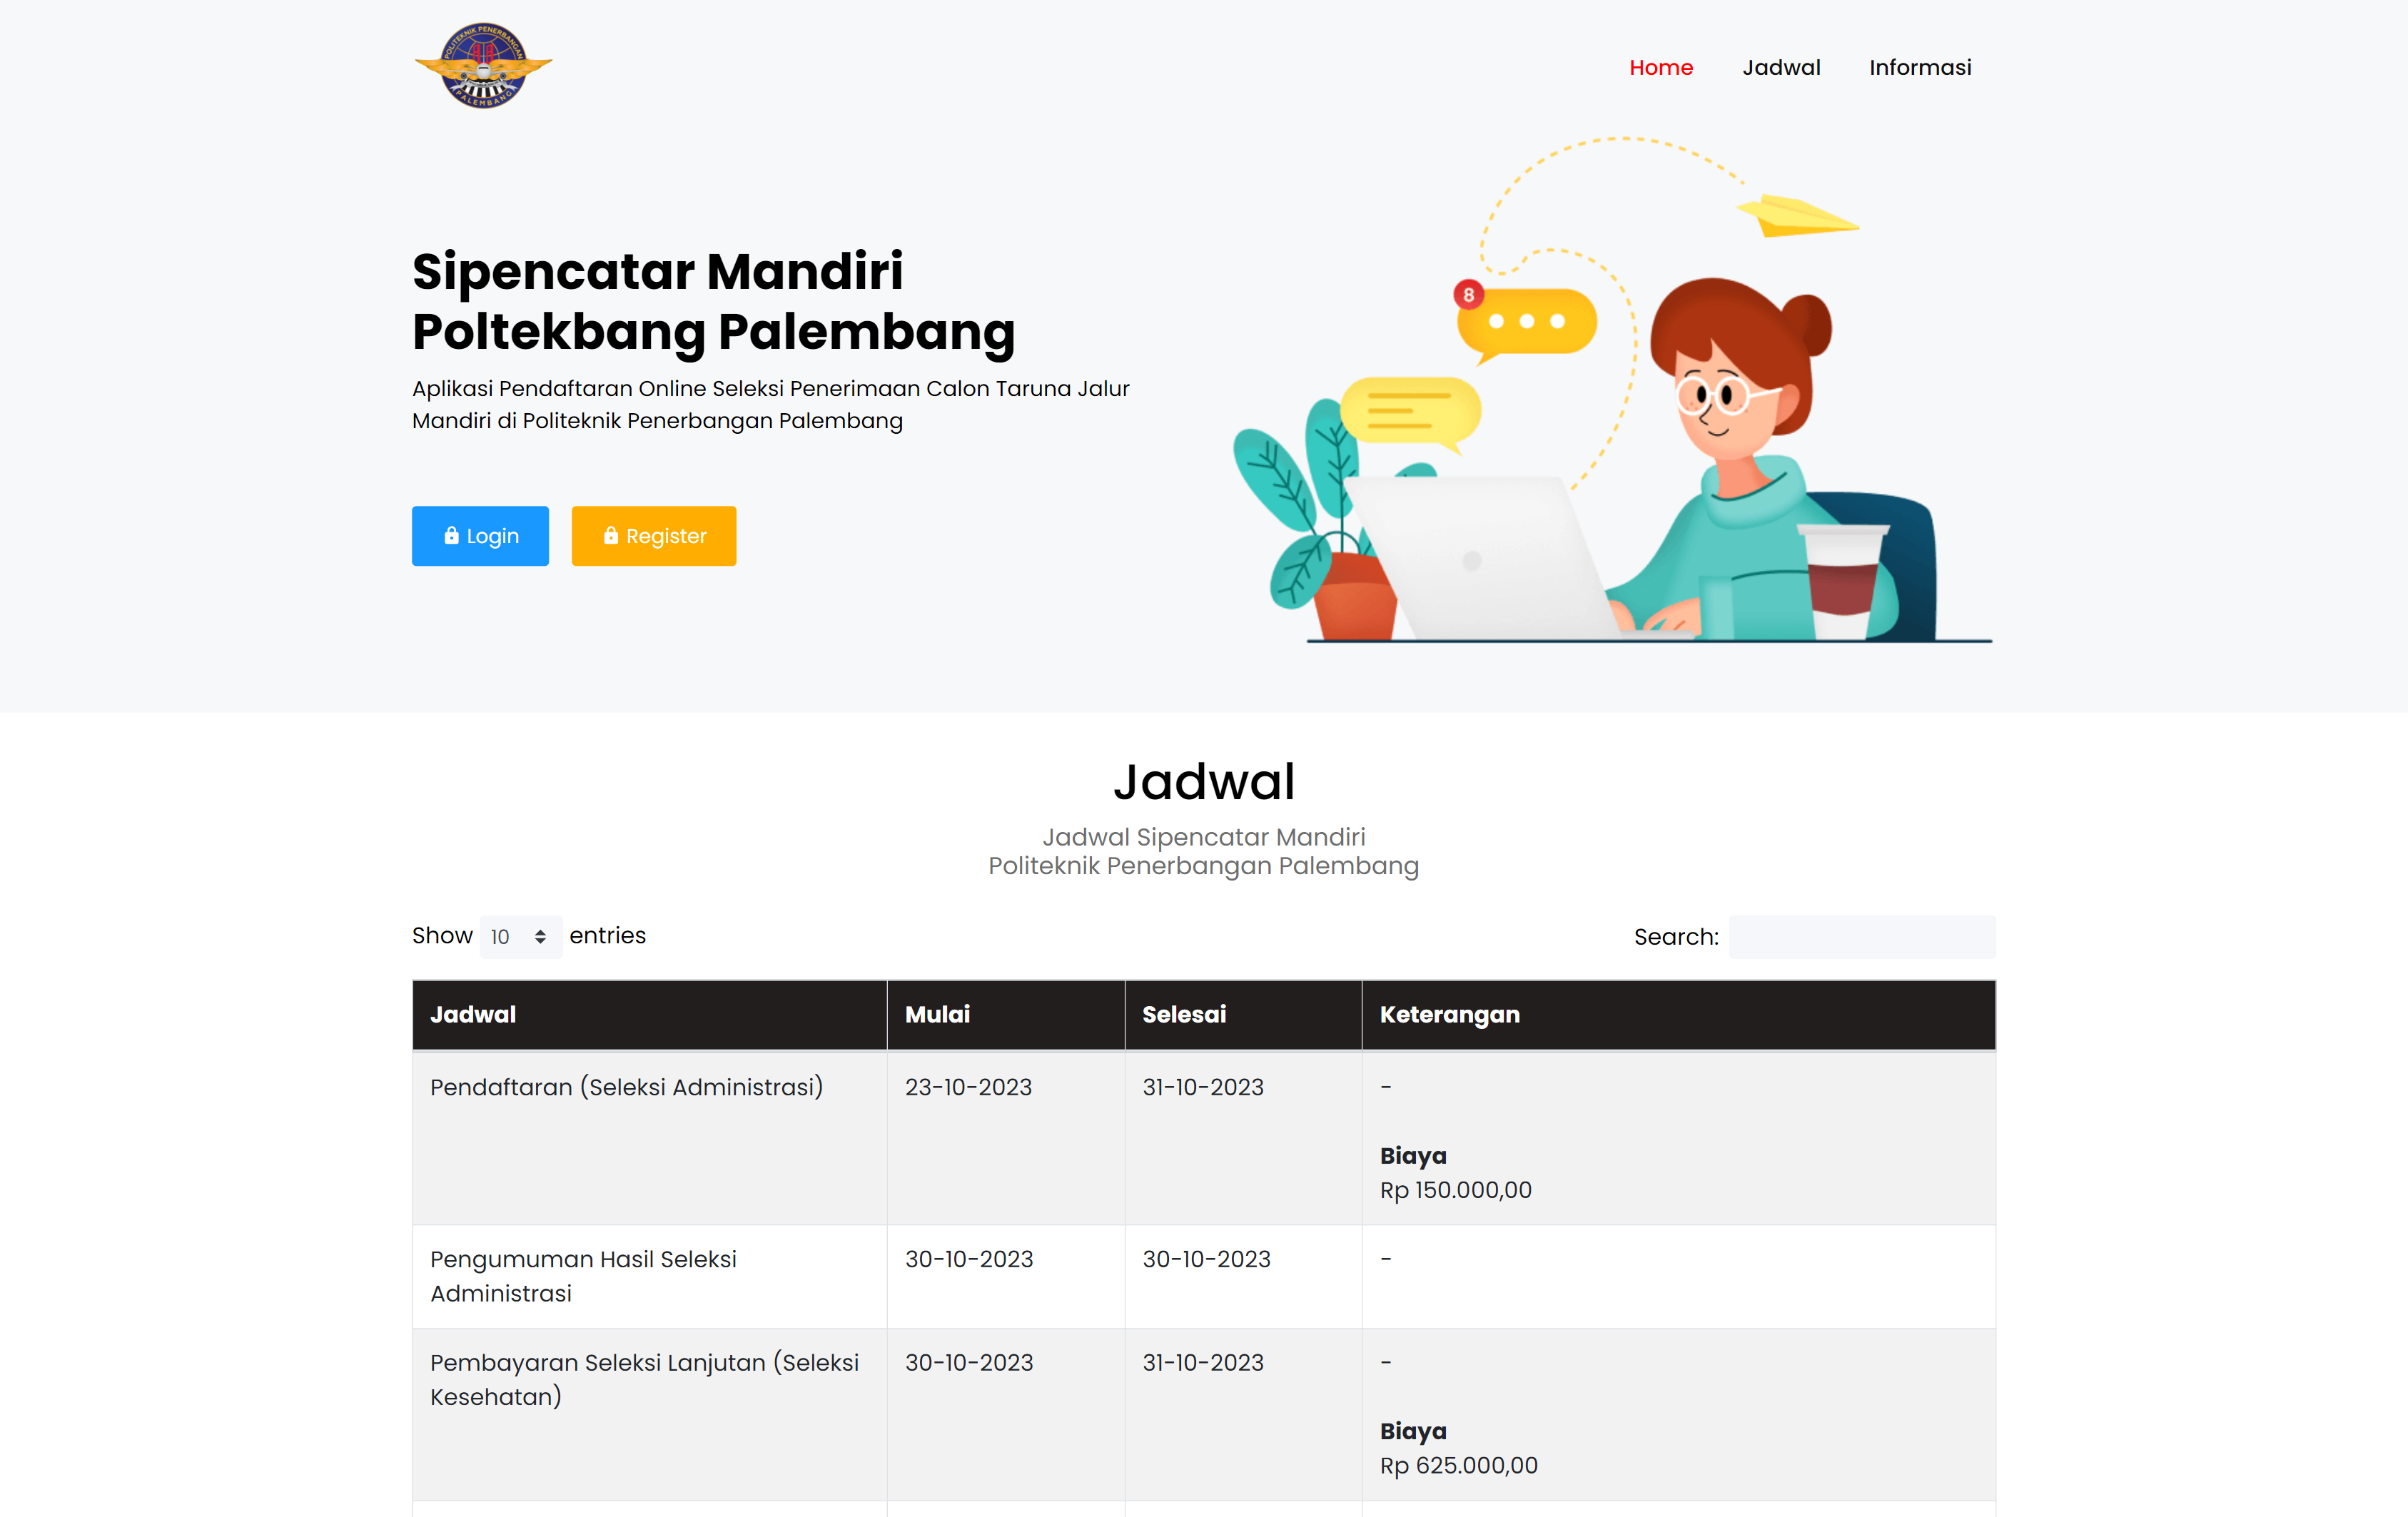 POLITEKNIK PENERBANGAN
PALEMBANG
Home
Jadwal
Informasi
Sipencatar Mandiri
Poltekbang Palembang
Aplikasi Pendaftaran Online Seleksi Penerimaan Calon Taruna Jalur
Mandiri di Politeknik Penerbangan Palembang
8
Login
Register
Jadwal
Jadwal Sipencatar Mandiri
Politeknik Penerbangan Palembang
Show 10 entries
Search:
Jadwal Mulai Selesai Keterangan
Pendaftaran (Seleksi Administrasi) 23-10-2023 31-10-2023 -
Biaya
Rp 150.000,00
Pengumuman Hasil Seleksi 30-10-2023 30-10-2023 -
Administrasi
Pembayaran Seleksi Lanjutan (Seleksi 30-10-2023 31-10-2023 -
Kesehatan)
Biaya
Rp 625.000,00